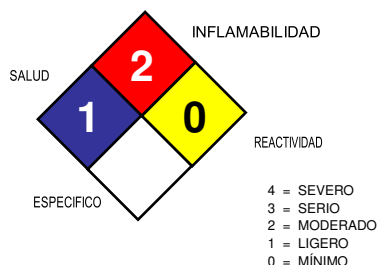 INFLAMABILIDAD
2
SALUD
1
0
REACTIVIDAD
ESPECIFICO
4 = SEVERO
3 = SERIO
2 = MODERADO
1 = LIGERO
0 = MÍNIMO